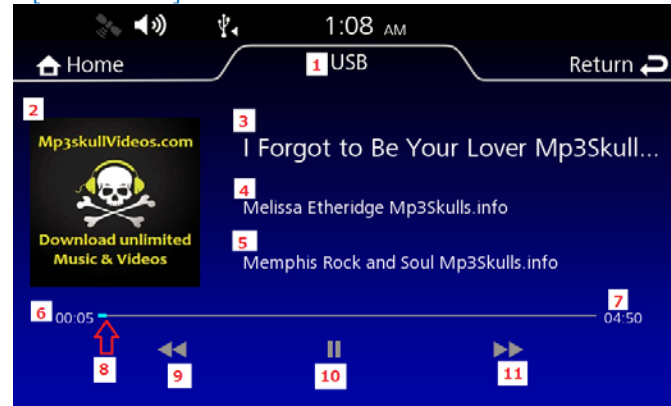 1:08 AM
Home
1 USB
Return
2
Mp3skullVideos.com
Download unlimited
Music & Videos
3
I Forgot to Be Your Lover Mp3Skull...
4
Melissa Etheridge Mp3Skulls.info
5
Memphis Rock and Soul Mp3Skulls.info
6 00:05
7
04:50
8
9
10
11